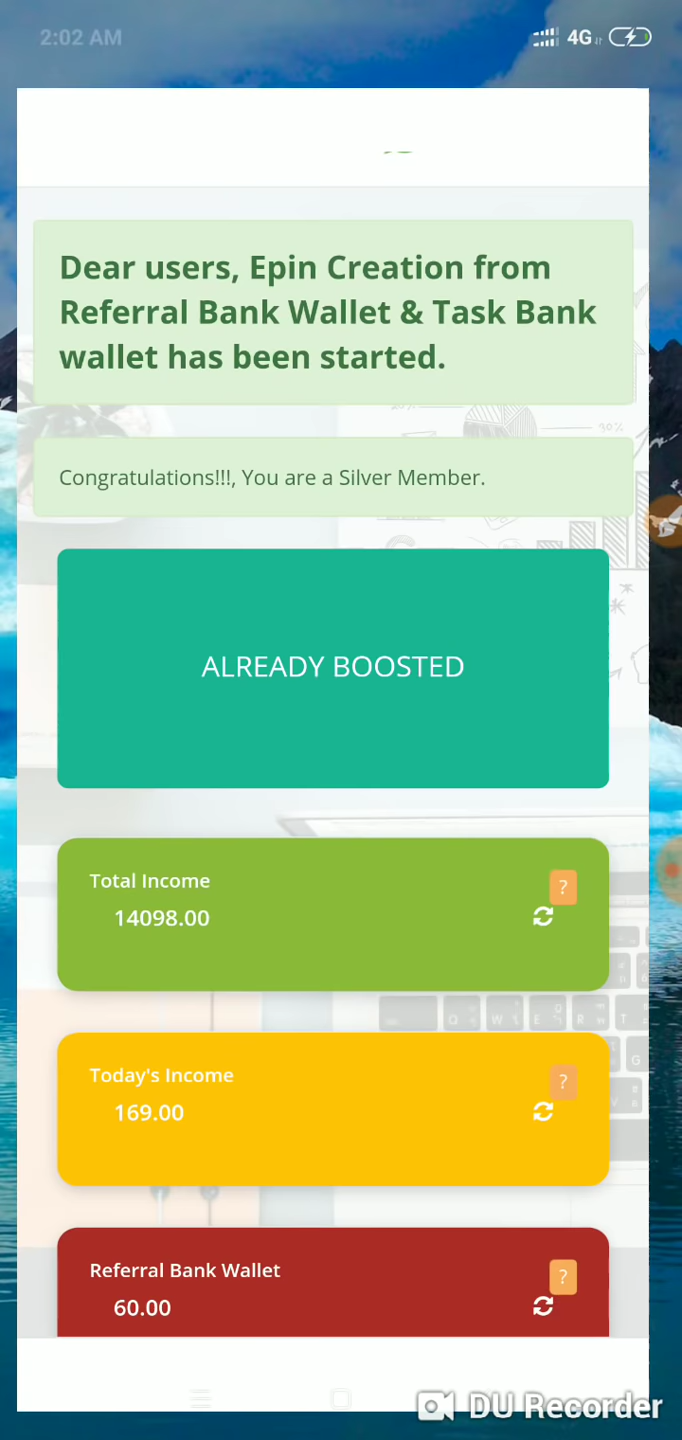 2:02 AM
4G
Dear users, Epin Creation from
Referral Bank Wallet & Task Bank
wallet has been started.
Congratulations!!!, You are a Silver Member.
ALREADY BOOSTED
Total Income
?
14098.00
Today's Income
?
169.00
Referral Bank Wallet
?
60.00
DU Recorder